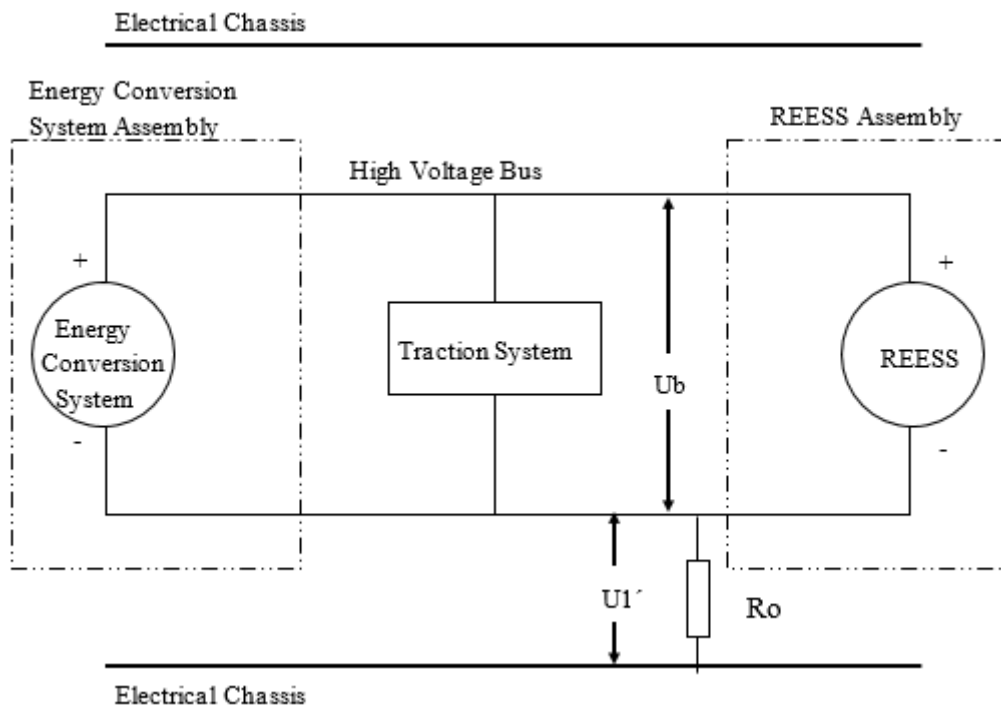 Electrical Chassis
Energy Conversion
System Assembly
REESS Assembly
High Voltage Bus
+
+
Energy
Conversion
System
Traction System
REESS
Ub
-
-
U1´
Ro
Electrical Chassis